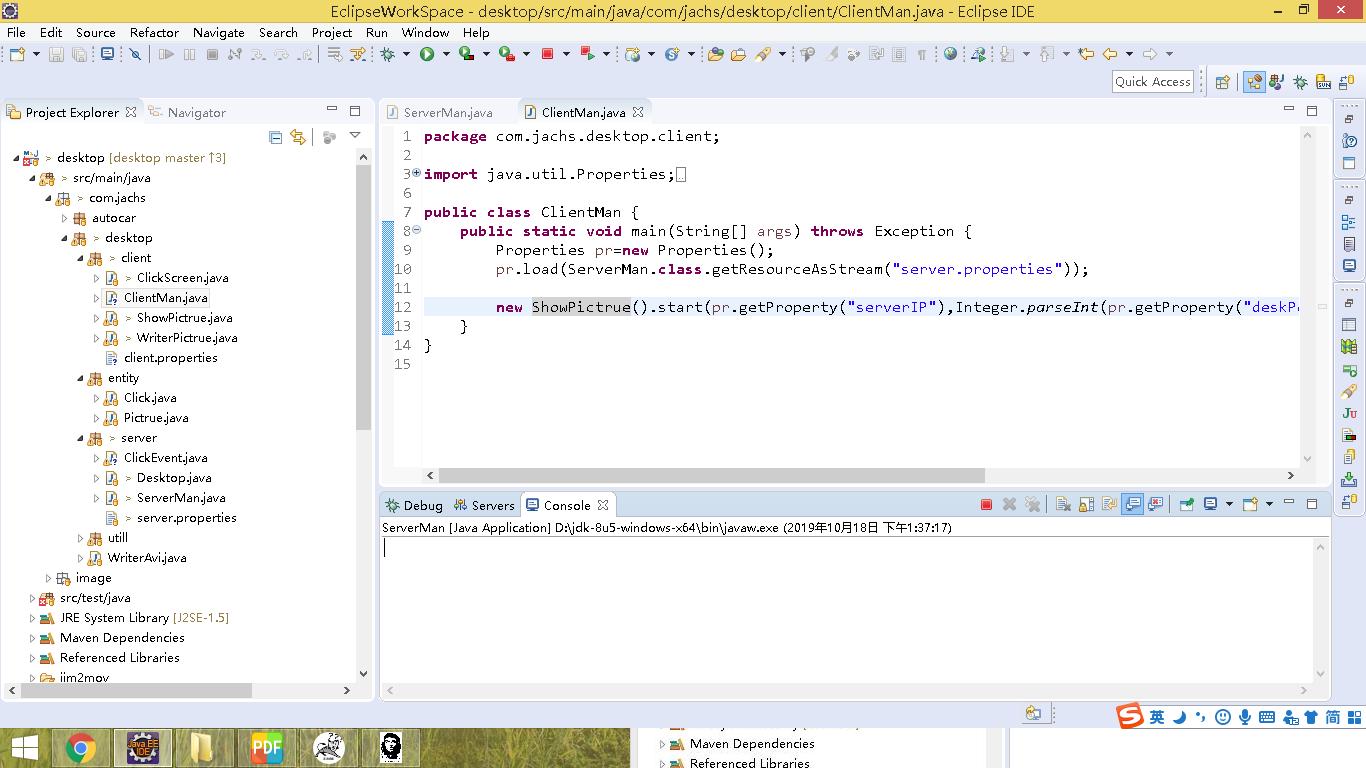 EclipseWorkSpace - desktop/src/main/java/com/jachs/desktop/client/ClientMan.java - Eclipse IDE
File Edit Source Refactor Navigate Search Project Run Window Help
Quick Access
Project Explorer Navigator
> desktop [desktop master ↑3]
> src/main/java
> com.jachs
autocar
> desktop
> client
> ClickScreen.java
ClientMan.java
> ShowPictrue.java
> WriterPictrue.java
client.properties
entity
Click.java
Pictrue.java
> server
ClickEvent.java
> Desktop.java
> ServerMan.java
> server.properties
utill
WriterAvi.java
image
src/test/java
JRE System Library [J2SE-1.5]
Maven Dependencies
Referenced Libraries
jim2mov
ServerMan.java ClientMan.java
1 package com.jachs.desktop.client;
2
3 import java.util.Properties;
6
7 public class ClientMan {
8 public static void main(String[] args) throws Exception {
9 Properties pr=new Properties();
10 pr.load(ServerMan.class.getResourceAsStream("server.properties"));
11
12 new ShowPictrue().start(pr.getProperty("serverIP"),Integer.parseInt(pr.getProperty("deskP
13 }
14 }
15
Debug Servers Console
ServerMan [Java Application] D:\jdk-8u5-windows-x64\bin\javaw.exe (2019年10月18日 下午1:37:17)
Ju
S 英 简
Java EE IDE
PDF
Maven Dependencies
Referenced Libraries